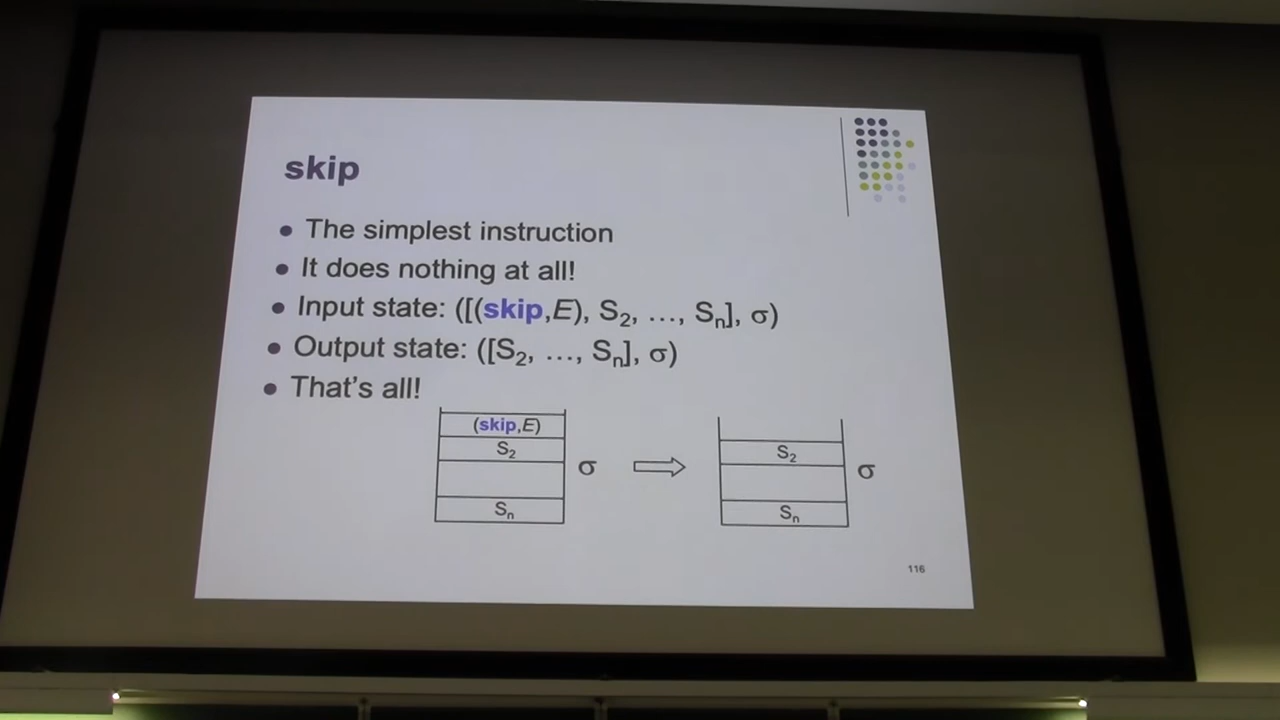 skip
The simplest instruction
It does nothing at all!
Input state: ([(skip,E), S2, …, Sn], σ)
Output state: ([S2, …, Sn], σ)
That's all!
(skip,E)
S2
Sn
σ
S2
Sn
σ
116